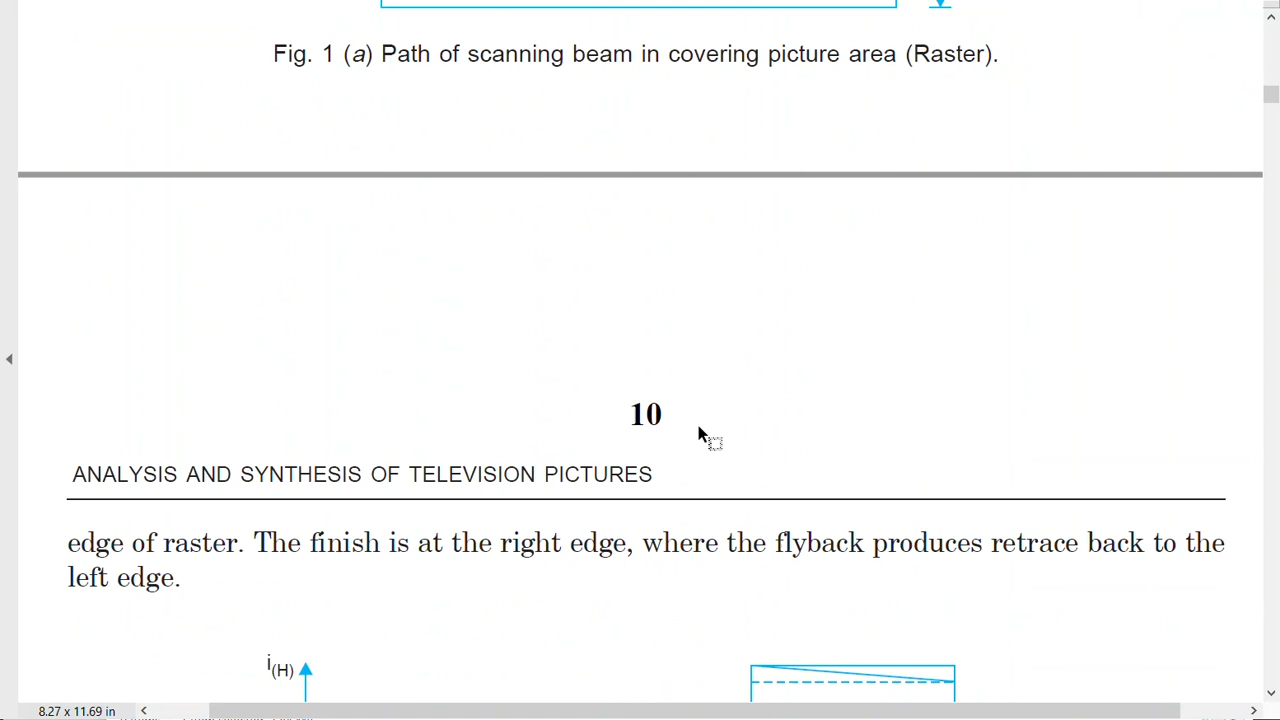 Fig. 1 (a) Path of scanning beam in covering picture area (Raster).
10
ANALYSIS AND SYNTHESIS OF TELEVISION PICTURES
edge of raster. The finish is at the right edge, where the flyback produces retrace back to the
left edge.
i(H)
8.27 x 11.69 in